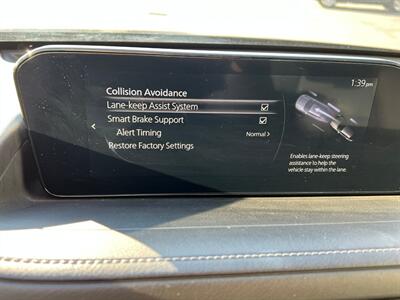 1:39pm
Collision Avoidance
Lane-keep Assist System
Smart Brake Support
Alert Timing Normal
Restore Factory Settings
Enables lane-keep steering
assistance to help the
vehicle stay within the lane.